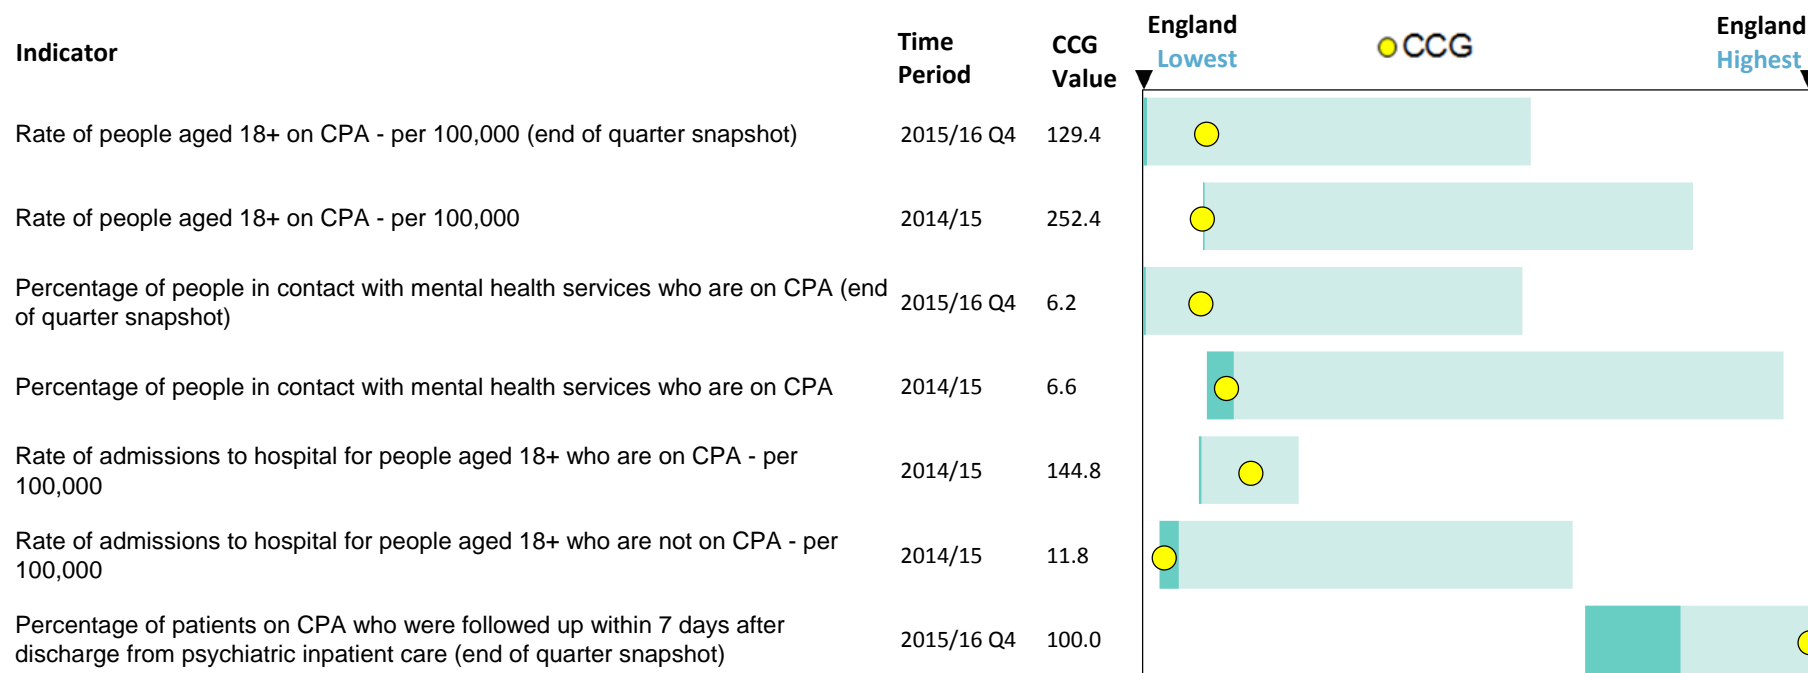 Indicator
Time Period
CCG Value
England Lowest
CCG
England Highest
Rate of people aged 18+ on CPA - per 100,000 (end of quarter snapshot)
2015/16 Q4
129.4
Rate of people aged 18+ on CPA - per 100,000
2014/15
252.4
Percentage of people in contact with mental health services who are on CPA (end
of quarter snapshot)
2015/16 Q4
6.2
Percentage of people in contact with mental health services who are on CPA
2014/15
6.6
Rate of admissions to hospital for people aged 18+ who are on CPA - per
100,000
2014/15
144.8
Rate of admissions to hospital for people aged 18+ who are not on CPA - per
100,000
2014/15
11.8
Percentage of patients on CPA who were followed up within 7 days after
discharge from psychiatric inpatient care (end of quarter snapshot)
2015/16 Q4
100.0